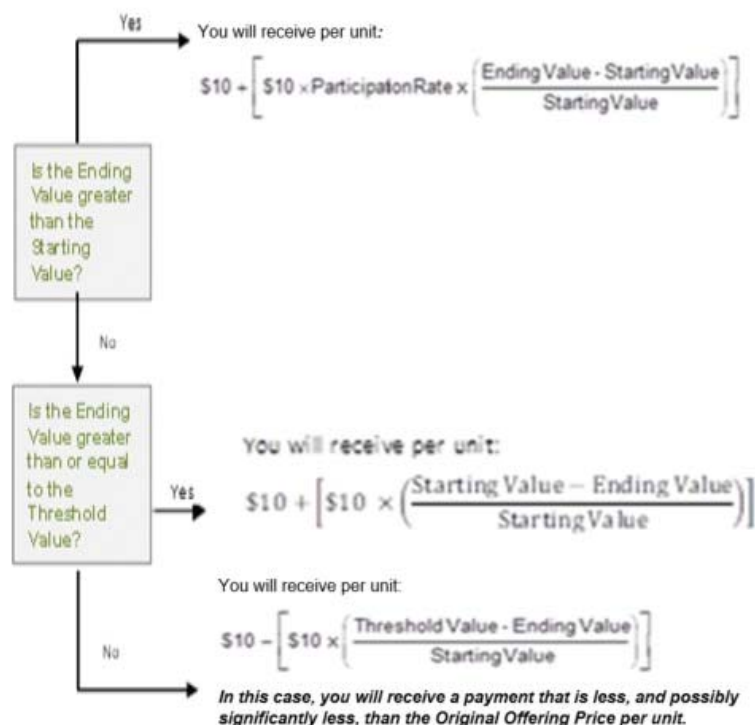 Yes
You will receive per unit:
$10 + [ $10 × Participation Rate × ( Ending Value - Starting Value / Starting Value ) ]
Is the Ending
Value greater
than the
Starting
Value?
No
Is the Ending
Value greater
than or equal
to the
Threshold
Value?
Yes
You will receive per unit:
$10 + [ $10 × ( Starting Value – Ending Value / Starting Value ) ]
You will receive per unit:
$10 – [ $10 × ( Threshold Value - Ending Value / Starting Value ) ]
No
In this case, you will receive a payment that is less, and possibly
significantly less, than the Original Offering Price per unit.